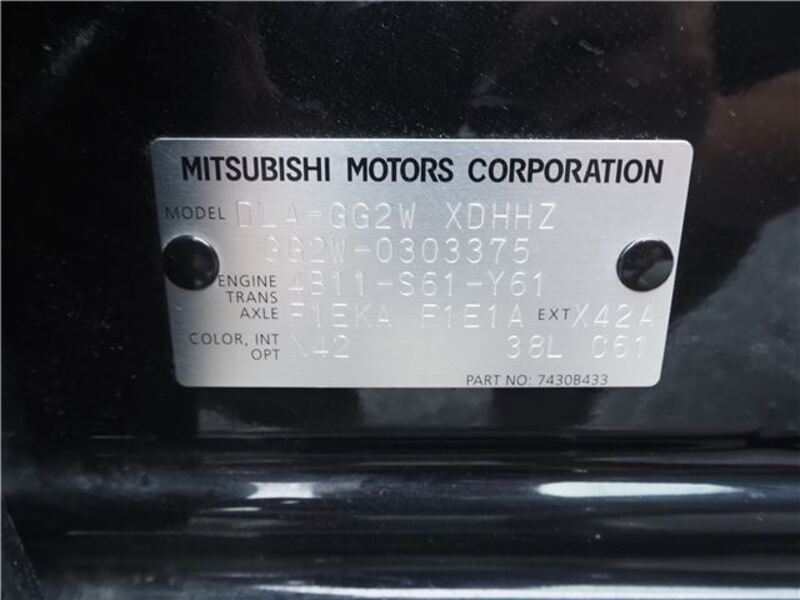 MITSUBISHI MOTORS CORPORATION
MODEL DLA-GG2W XDHHZ
GG2W-0303375
ENGINE 4B11-S61-Y61
TRANS
AXLE F1EKA F1E1A EXT X42A
COLOR, INT
OPT X42 38L C61
PART NO: 7430B433